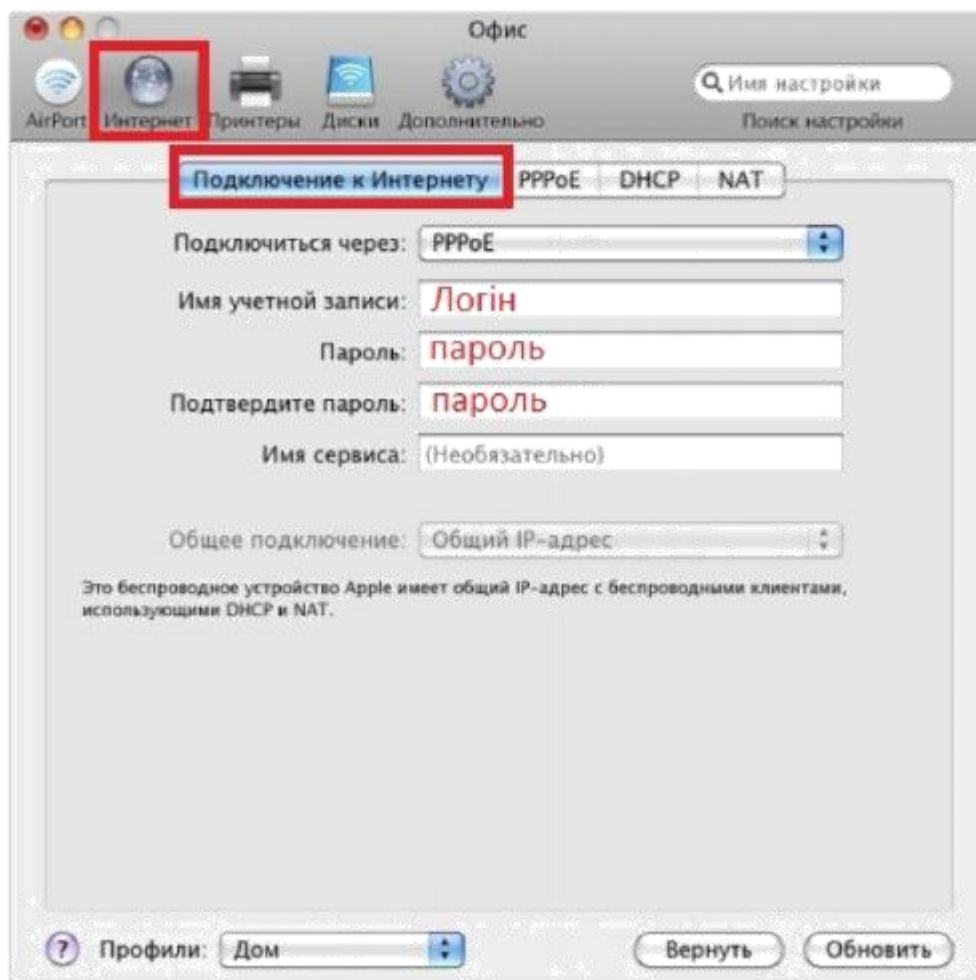 Офис
Имя настройки
AirPort Интернет Принтеры Диски Дополнительно Поиск настройки
Подключение к Интернету PPPoE DHCP NAT
Подключиться через: PPPoE
Имя учетной записи: Логін
Пароль: пароль
Подтвердите пароль: пароль
Имя сервиса: (Необязательно)
Общее подключение: Общий IP-адрес
Это беспроводное устройство Apple имеет общий IP-адрес с беспроводными клиентами,
использующими DHCP и NAT.
? Профили: Дом Вернуть Обновить